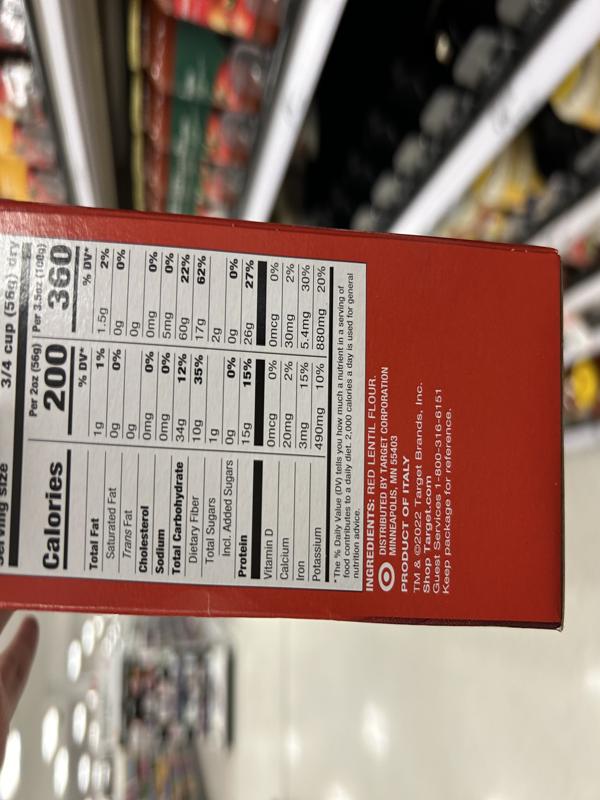 Serving size 3/4 cup (56g) dry
Per 2oz (56g) Per 3.5oz (100g)
Calories 200 360
% DV* % DV*
Total Fat 1g 1% 1.5g 2%
Saturated Fat 0g 0% 0g 0%
Trans Fat 0g 0g
Cholesterol 0mg 0% 0mg 0%
Sodium 0mg 0% 5mg 0%
Total Carbohydrate 34g 12% 60g 22%
Dietary Fiber 10g 35% 17g 62%
Total Sugars 1g 2g
Incl. Added Sugars 0g 0% 0g 0%
Protein 15g 15% 26g 27%
Vitamin D 0mcg 0% 0mcg 0%
Calcium 20mg 2% 30mg 2%
Iron 3mg 15% 5.4mg 30%
Potassium 490mg 10% 880mg 20%
*The % Daily Value (DV) tells you how much a nutrient in a serving of
food contributes to a daily diet. 2,000 calories a day is used for general
nutrition advice.
INGREDIENTS: RED LENTIL FLOUR.
DISTRIBUTED BY TARGET CORPORATION
MINNEAPOLIS, MN 55403
PRODUCT OF ITALY
TM & ©2022 Target Brands, Inc.
Shop Target.com
Guest Services 1-800-316-6151
Keep package for reference.